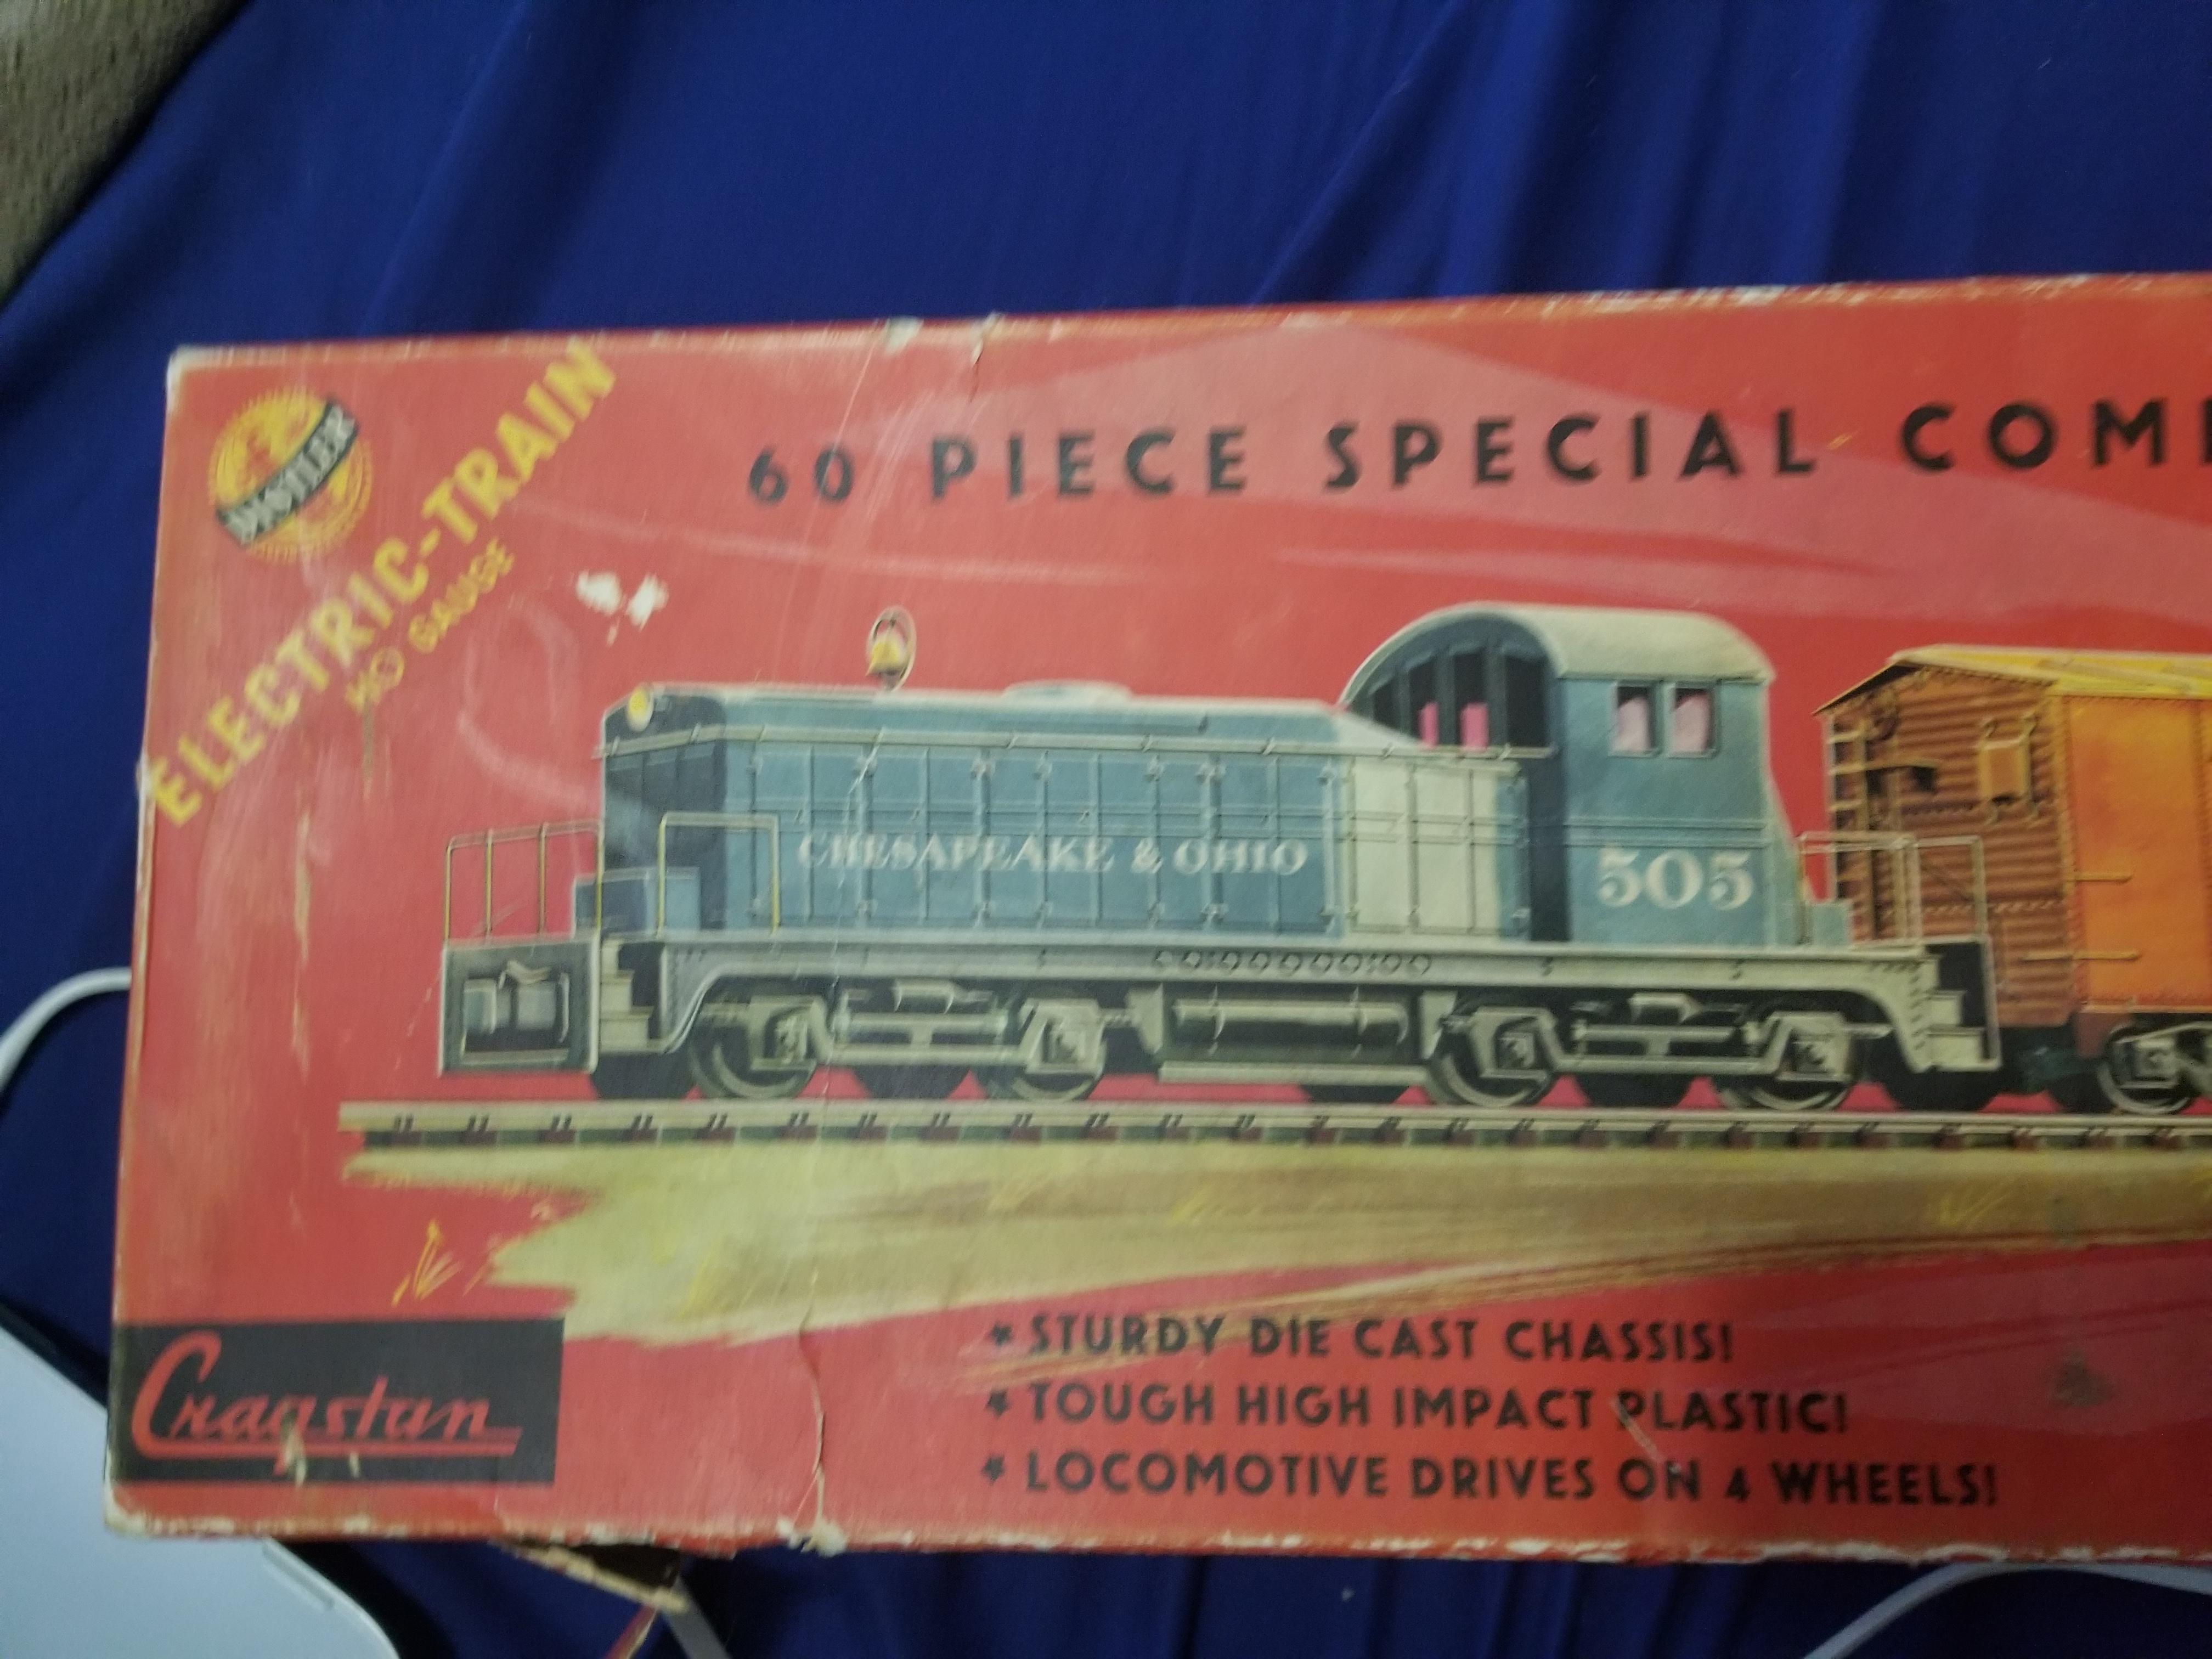 DISTLER
ELECTRIC-TRAIN
HO GAUGE
60 PIECE SPECIAL COM
CHESAPEAKE & OHIO
505
Cragstan
* STURDY DIE CAST CHASSIS!
* TOUGH HIGH IMPACT PLASTIC!
* LOCOMOTIVE DRIVES ON 4 WHEELS!